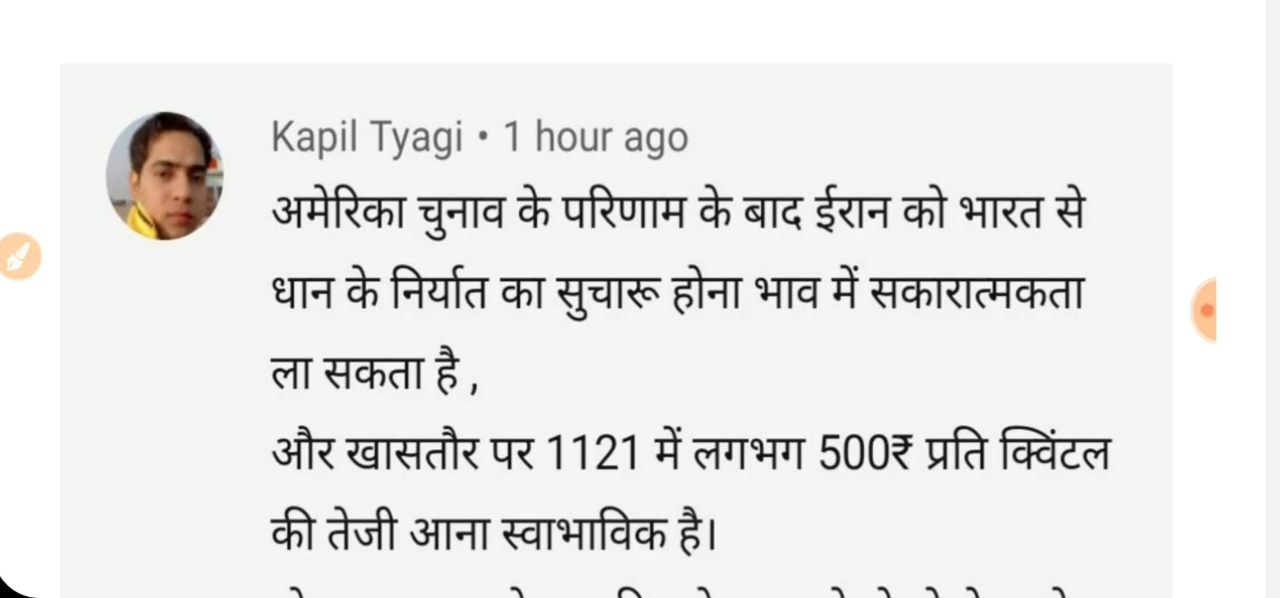 Kapil Tyagi • 1 hour ago
अमेरिका चुनाव के परिणाम के बाद ईरान को भारत से
धान के निर्यात का सुचारू होना भाव में सकारात्मकता
ला सकता है ,
और खासतौर पर 1121 में लगभग 500₹ प्रति क्विंटल
की तेजी आना स्वाभाविक है।